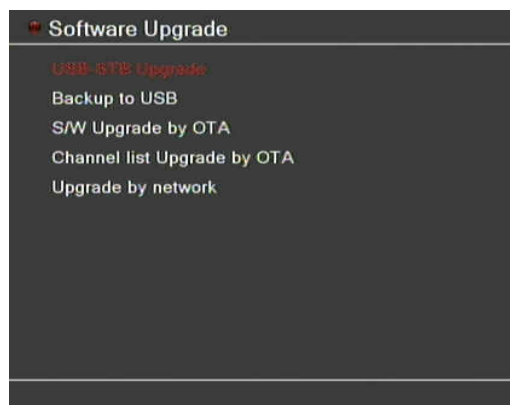 Software Upgrade
USB-STB Upgrade
Backup to USB
S/W Upgrade by OTA
Channel list Upgrade by OTA
Upgrade by network